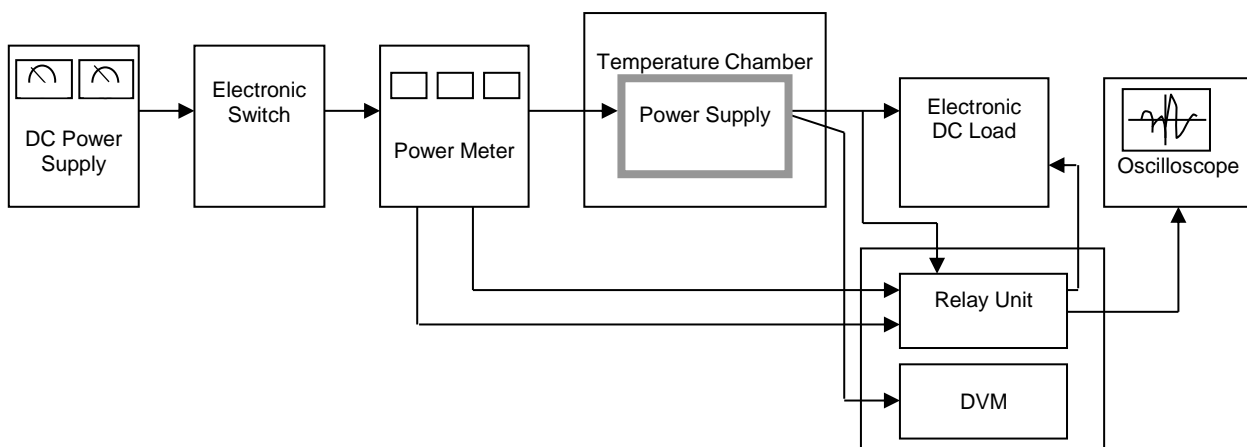 DC Power
Supply
Electronic
Switch
Power Meter
Temperature Chamber
Power Supply
Electronic
DC Load
Oscilloscope
Relay Unit
DVM